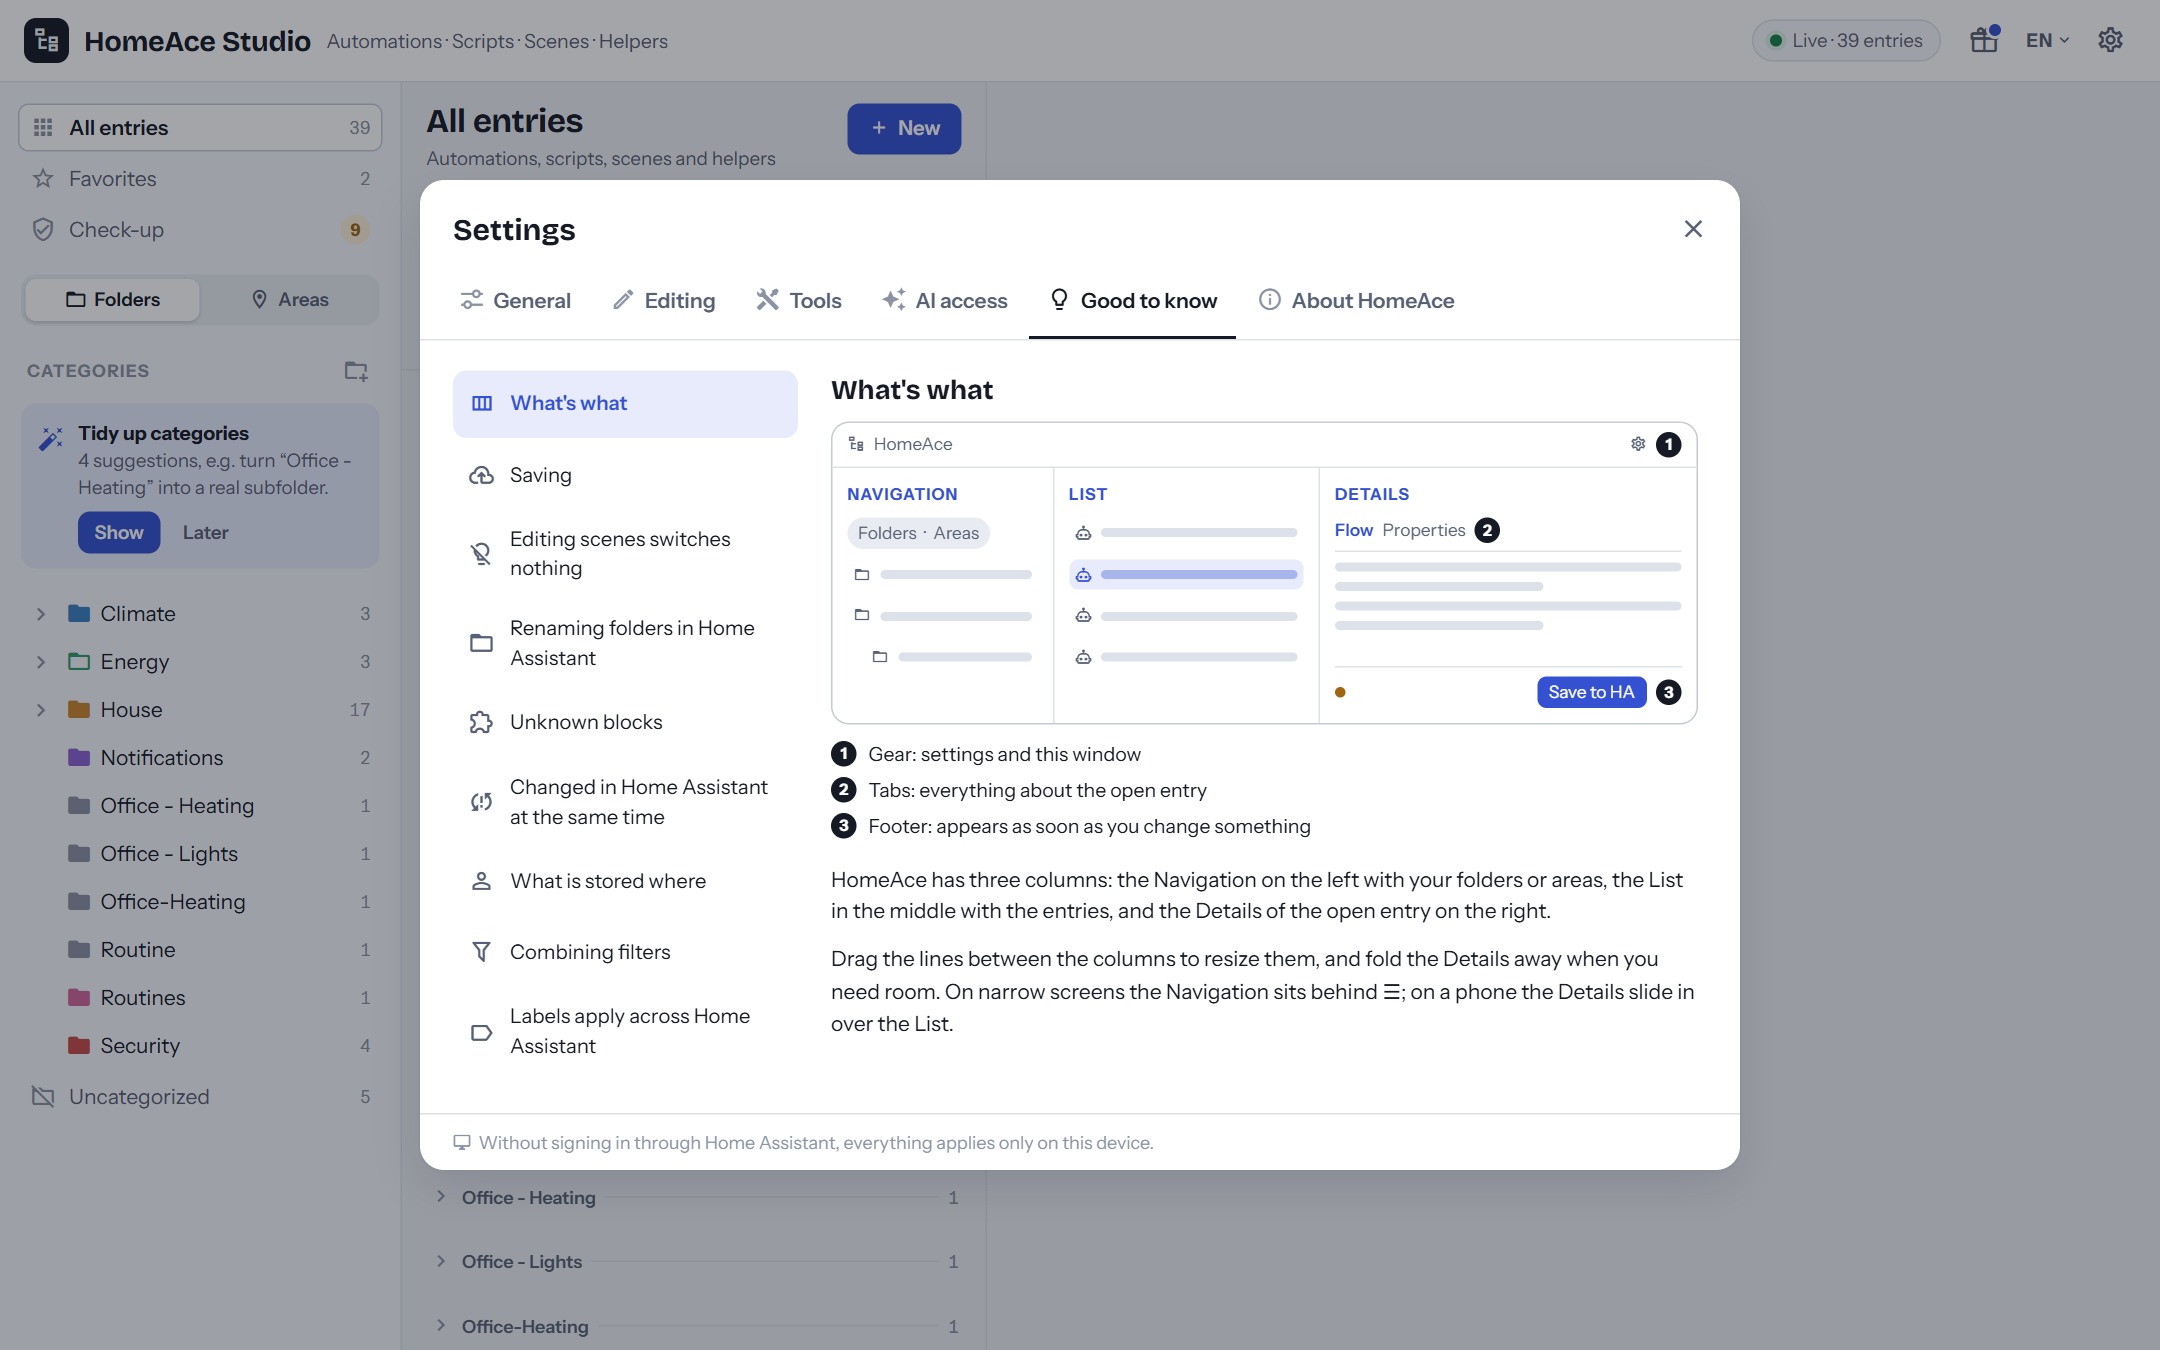 HomeAce Studio Automations · Scripts · Scenes · Helpers
Live · 39 entries
EN
All entries 39
Favorites 2
Check-up 9
Folders Areas
CATEGORIES
Tidy up categories
4 suggestions, e.g. turn “Office -
Heating” into a real subfolder.
Show Later
Climate 3
Energy 3
House 17
Notifications 2
Office - Heating 1
Office - Lights 1
Office-Heating 1
Routine 1
Routines 1
Security 4
Uncategorized 5
All entries
Automations, scripts, scenes and helpers
+ New
Settings
General Editing Tools AI access Good to know About HomeAce
What's what
Saving
Editing scenes switches
nothing
Renaming folders in Home
Assistant
Unknown blocks
Changed in Home Assistant
at the same time
What is stored where
Combining filters
Labels apply across Home
Assistant
What's what
HomeAce 1
NAVIGATION
Folders · Areas
LIST
DETAILS
Flow Properties 2
Save to HA 3
1 Gear: settings and this window
2 Tabs: everything about the open entry
3 Footer: appears as soon as you change something
HomeAce has three columns: the Navigation on the left with your folders or areas, the List
in the middle with the entries, and the Details of the open entry on the right.
Drag the lines between the columns to resize them, and fold the Details away when you
need room. On narrow screens the Navigation sits behind ☰; on a phone the Details slide in
over the List.
Without signing in through Home Assistant, everything applies only on this device.
Office - Heating 1
Office - Lights 1
Office-Heating 1